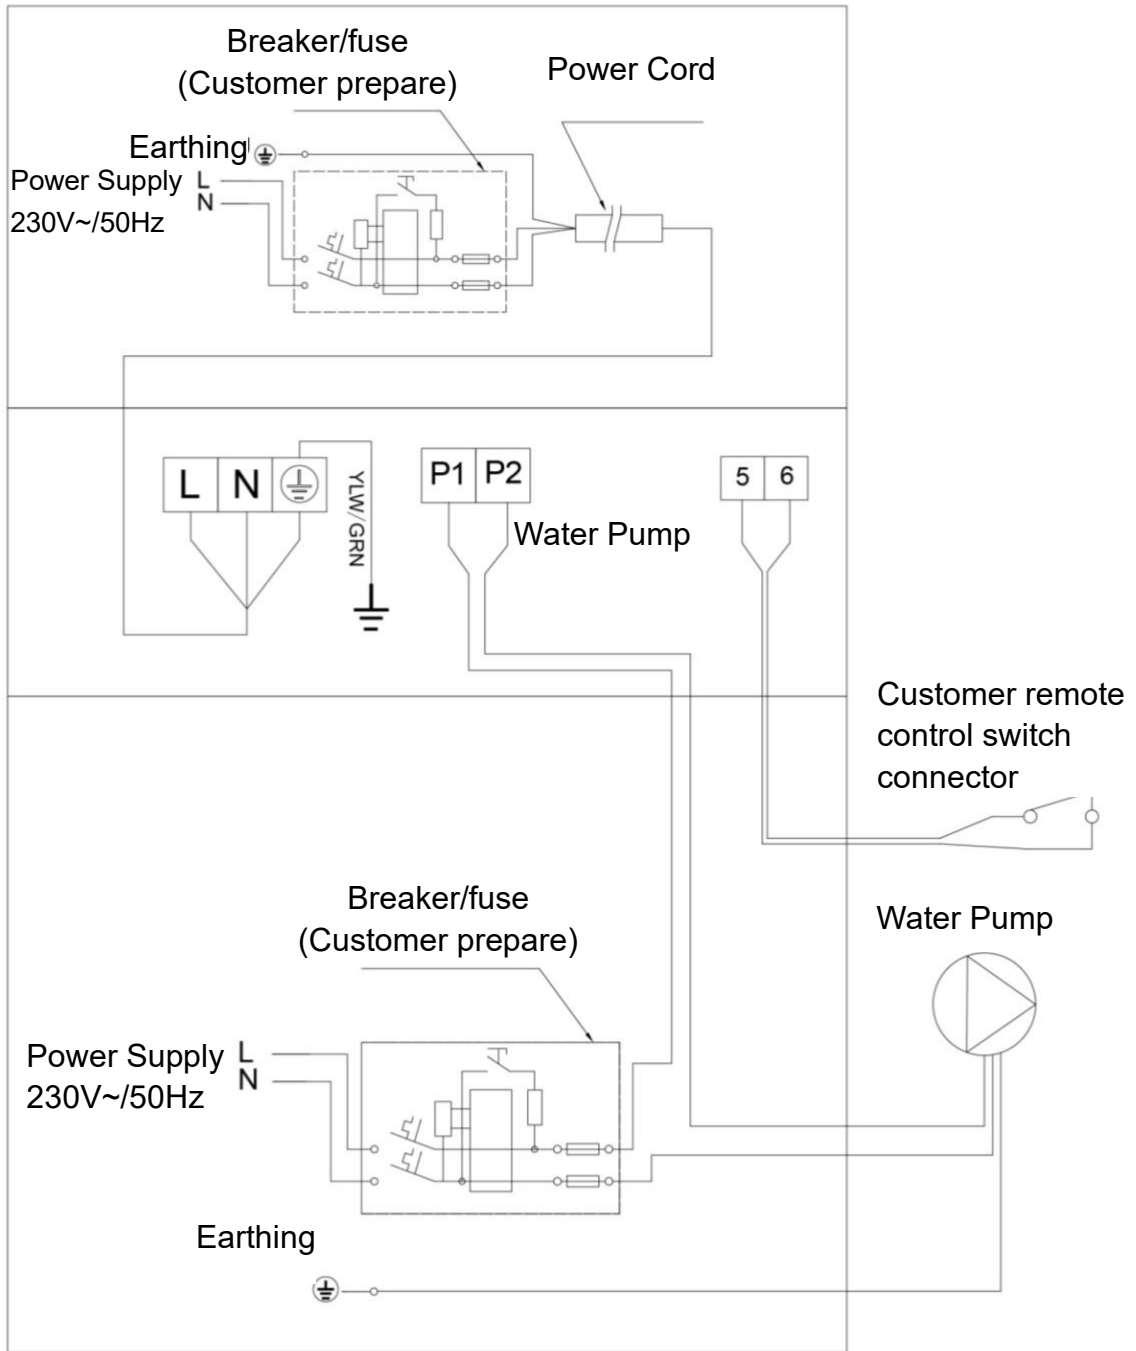 Breaker/fuse
(Customer prepare)
Power Cord
Earthing
Power Supply L
N
230V~/50Hz
L N
YLW/GRN
P1 P2
Water Pump
5 6
Customer remote
control switch
connector
Breaker/fuse
(Customer prepare)
Water Pump
Power Supply L
N
230V~/50Hz
Earthing